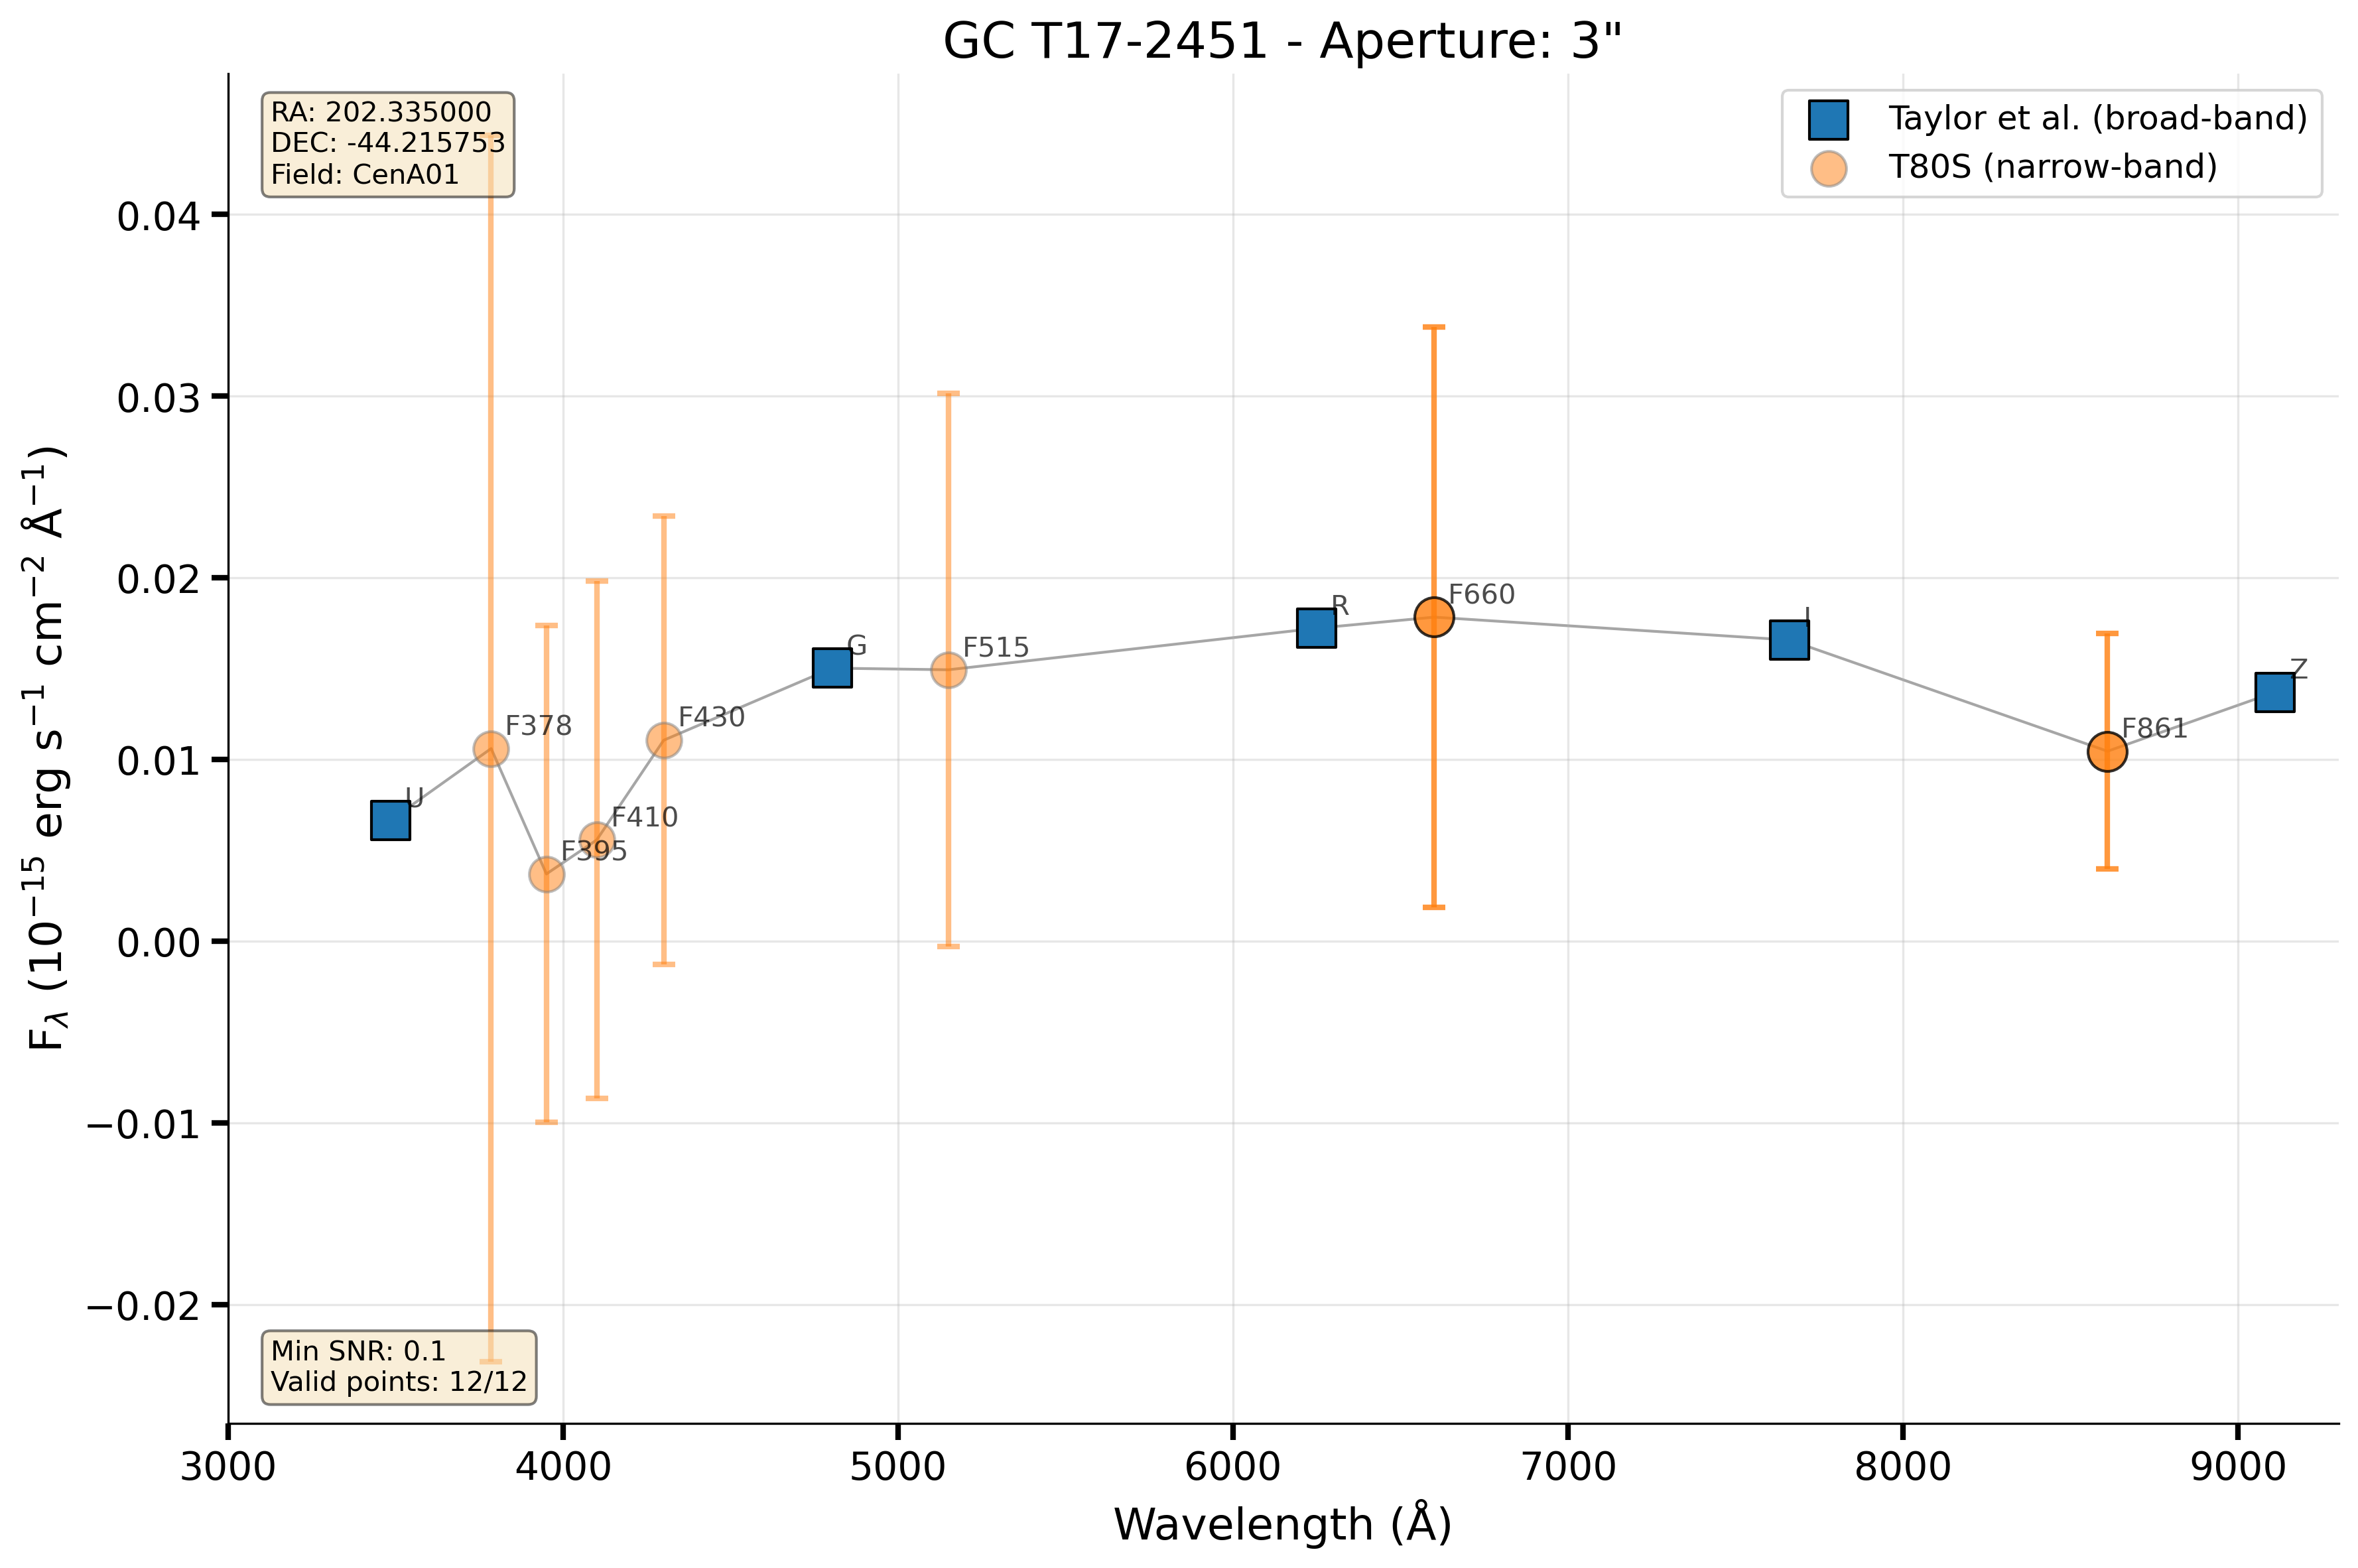 GC T17-2451 - Aperture: 3"
RA: 202.335000
DEC: -44.215753
Field: CenA01
Taylor et al. (broad-band)
T80S (narrow-band)
0.04
0.03
0.02
0.01
0.00
−0.01
−0.02
F_λ (10⁻¹⁵ erg s⁻¹ cm⁻² Å⁻¹)
U
F378
F395
F410
F430
G
F515
R
F660
I
F861
Z
Min SNR: 0.1
Valid points: 12/12
3000 4000 5000 6000 7000 8000 9000
Wavelength (Å)